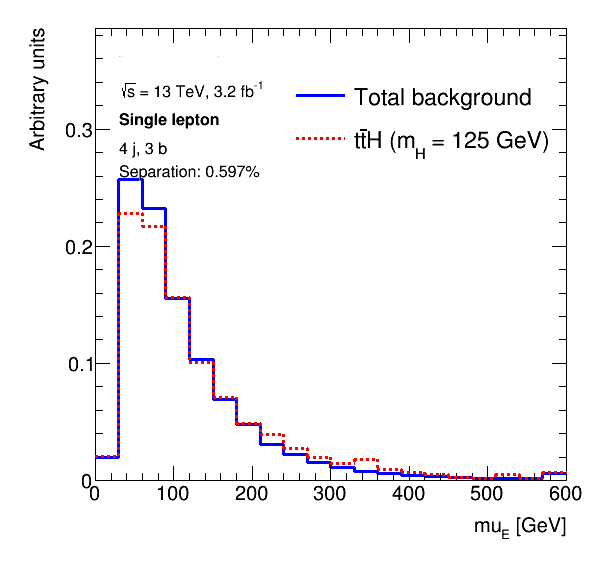 Arbitrary units
√s = 13 TeV, 3.2 fb⁻¹
Single lepton
4 j, 3 b
Separation: 0.597%
Total background
tt̄H (m_H = 125 GeV)
0.3
0.2
0.1
0
0 100 200 300 400 500 600
mu_E [GeV]